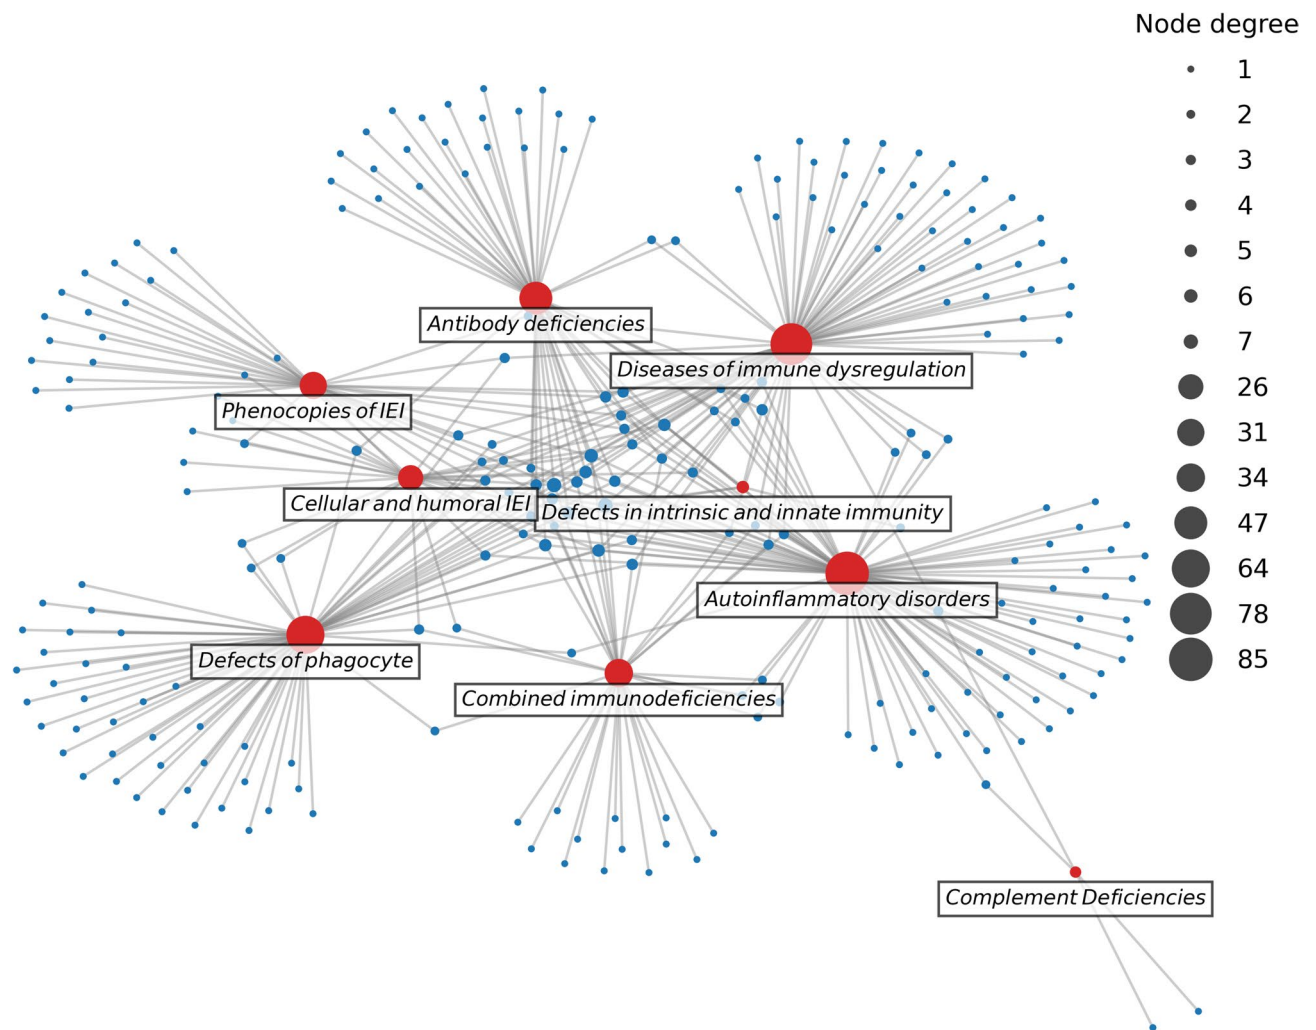 Node degree
1
2
3
4
5
6
7
26
31
34
47
64
78
85
Antibody deficiencies
Diseases of immune dysregulation
Phenocopies of IEI
Cellular and humoral IEI
Defects in intrinsic and innate immunity
Autoinflammatory disorders
Defects of phagocyte
Combined immunodeficiencies
Complement Deficiencies